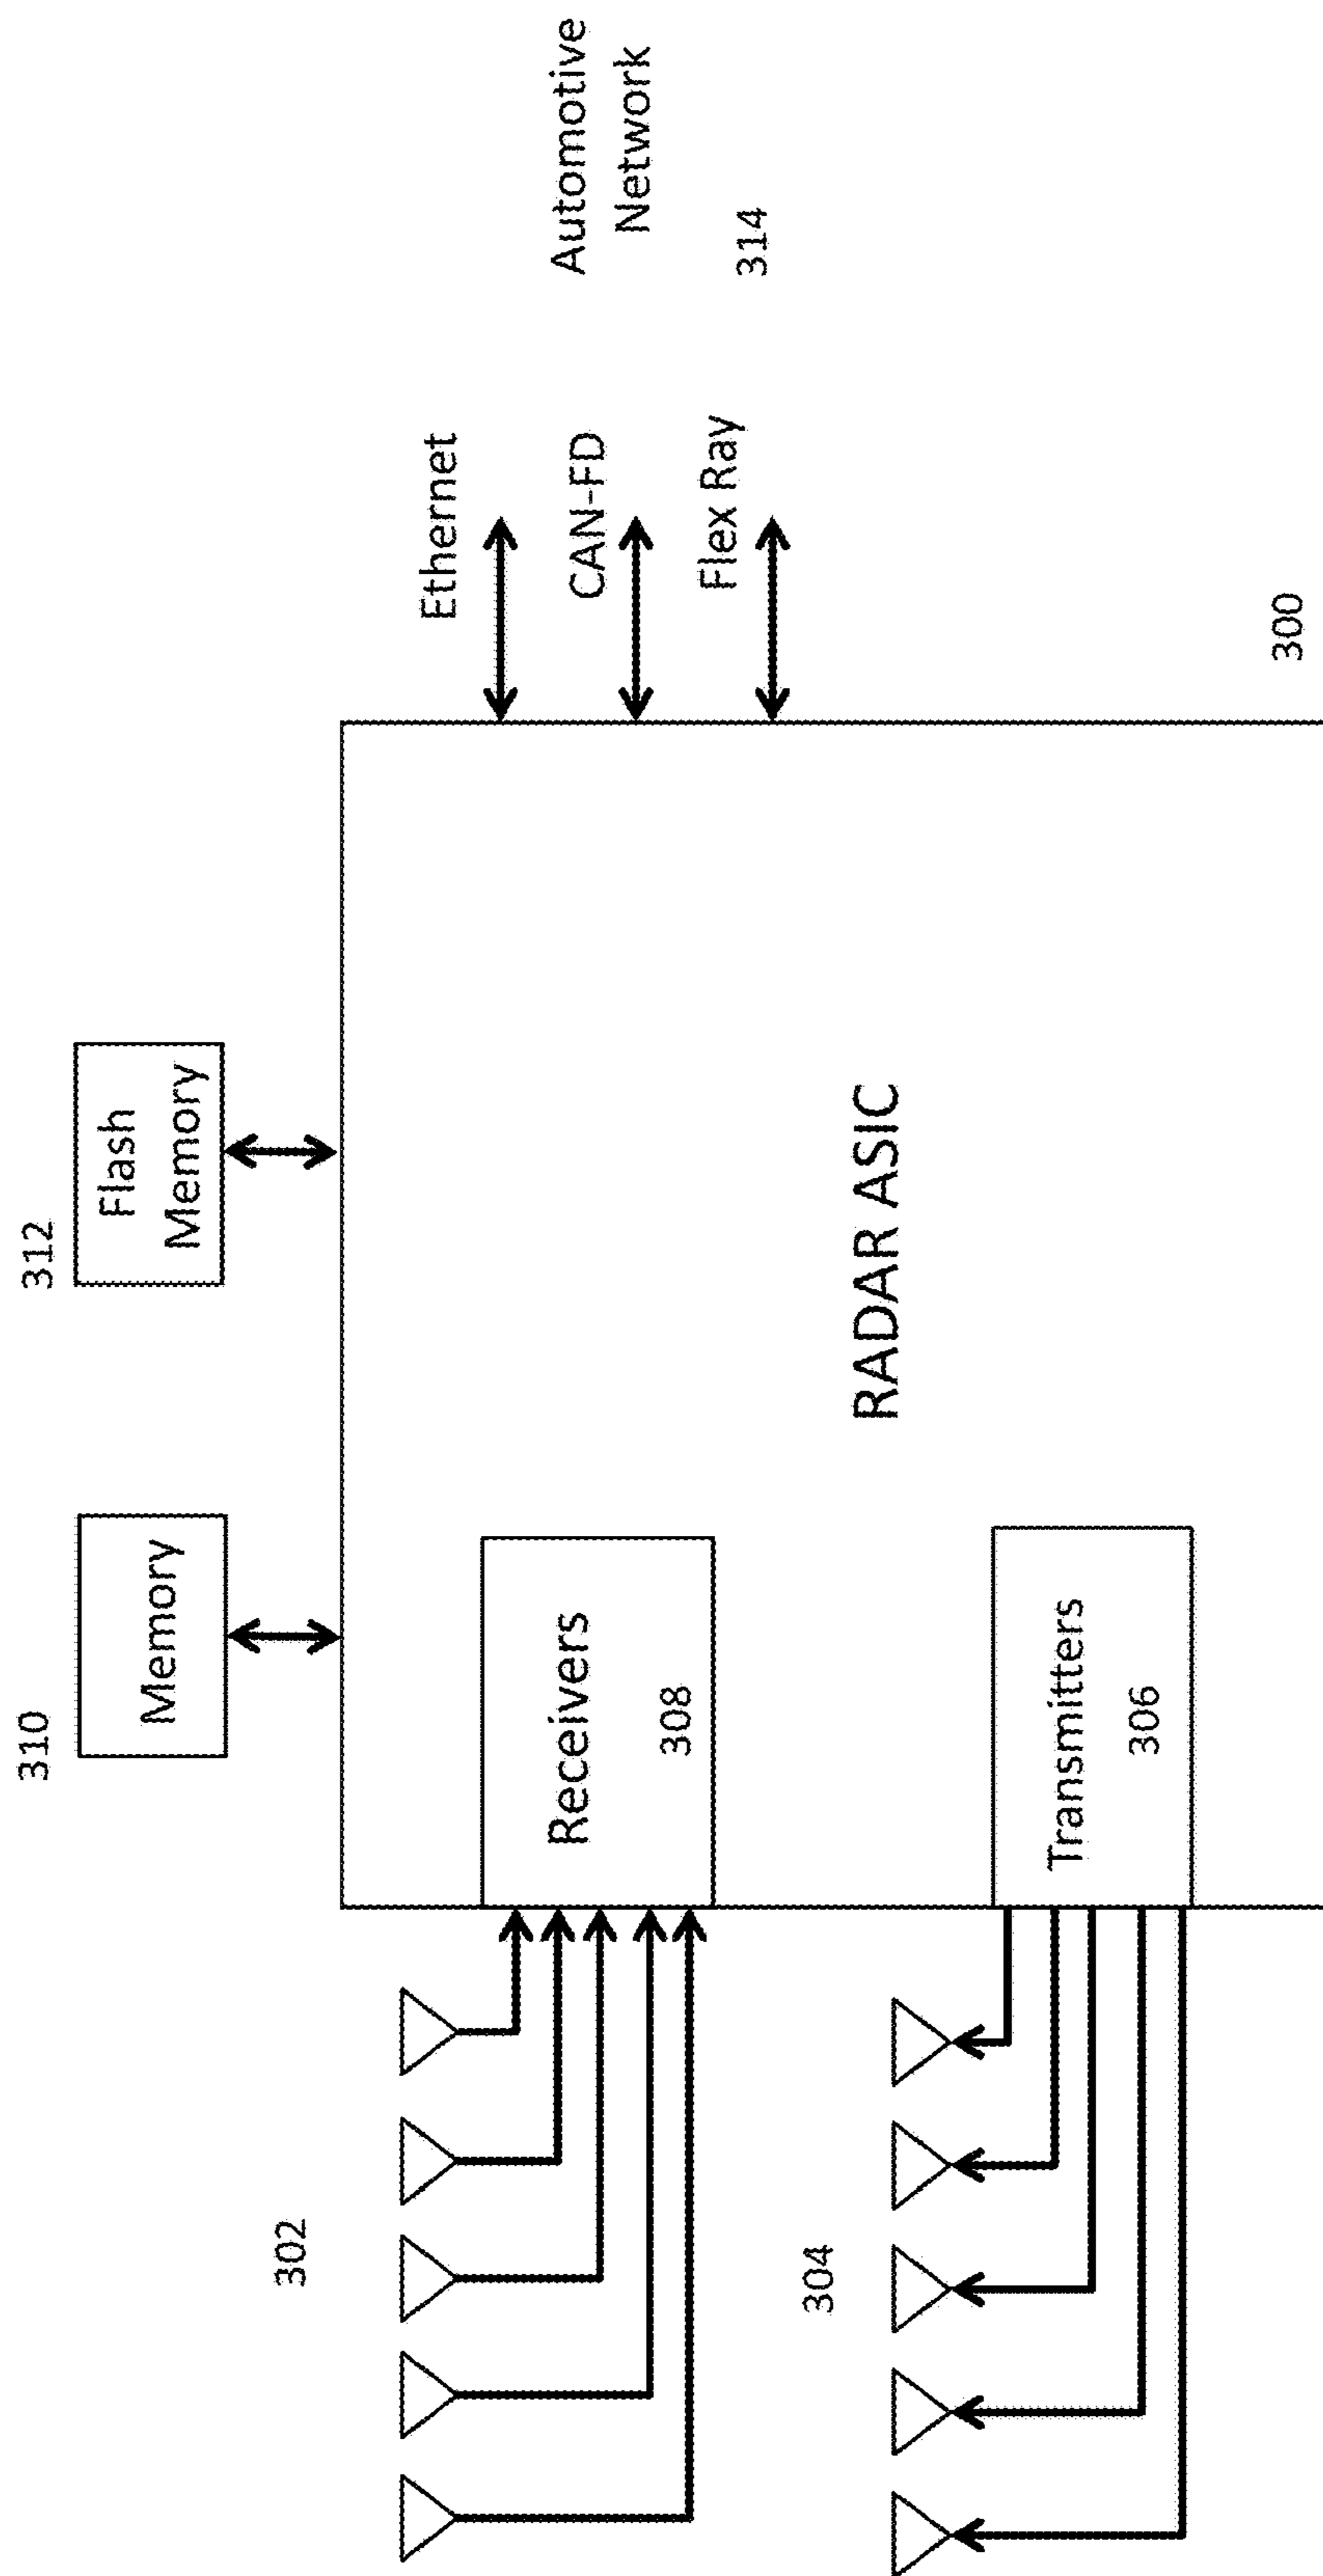 310
Memory
312
Flash
Memory
302
Receivers
308
304
Transmitters
306
RADAR ASIC
Ethernet
CAN-FD
Flex Ray
Automotive
Network
314
300